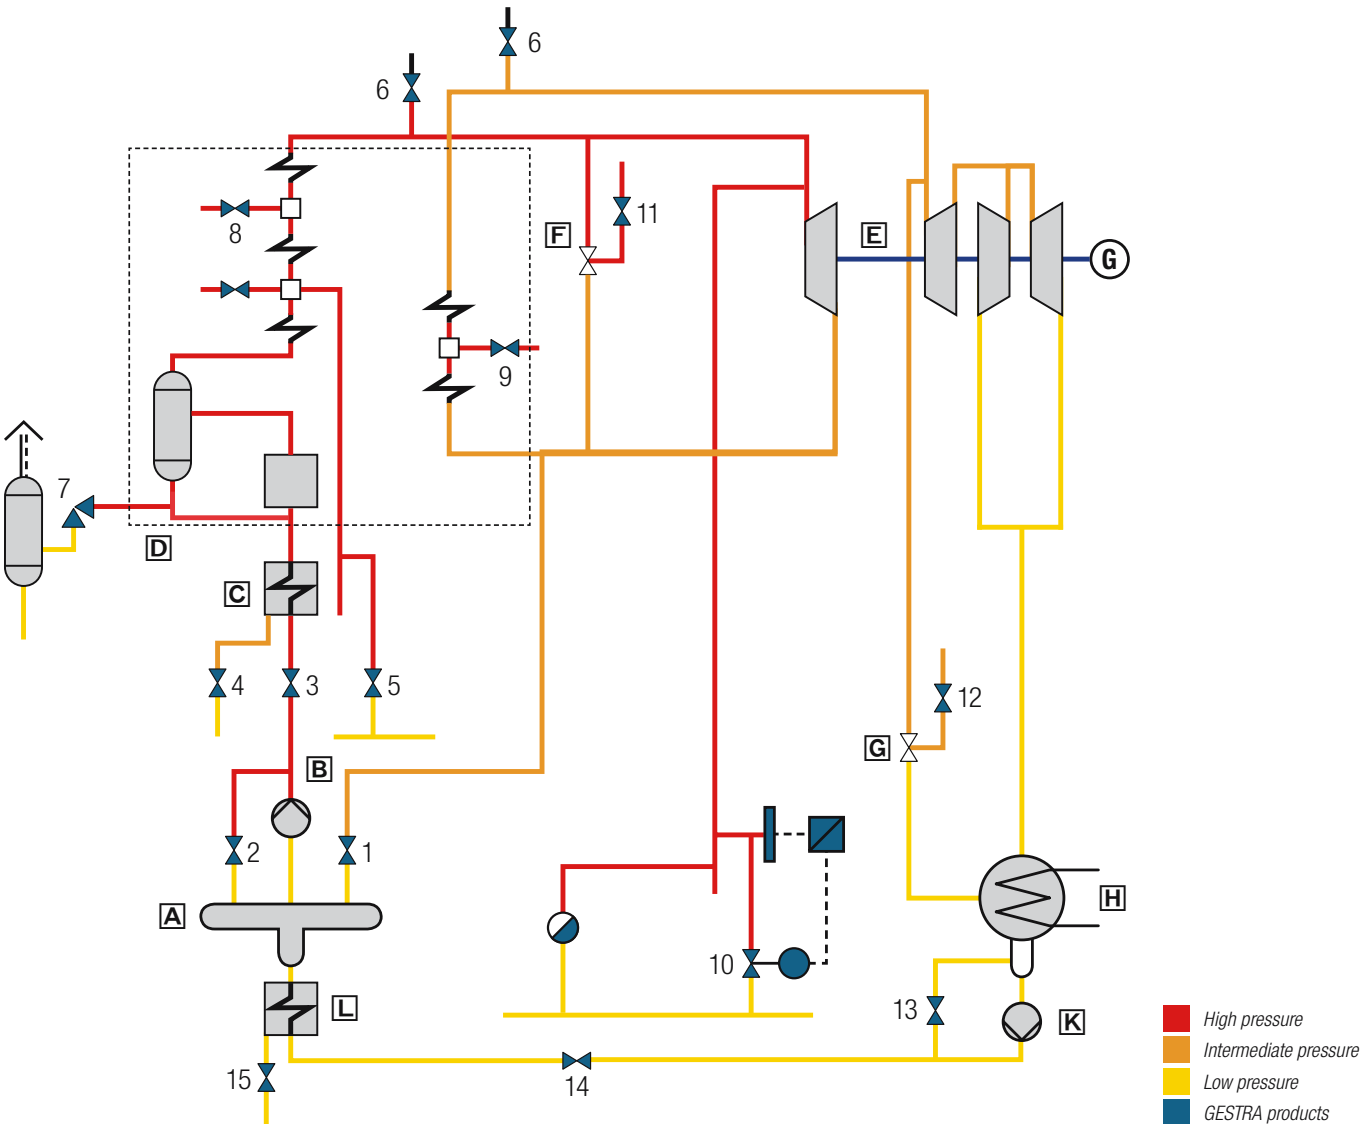 6
6
8
11
F
E
G
9
7
D
C
4
3
5
12
G
B
2
1
A
H
10
L
13
K
15
14
High pressure
Intermediate pressure
Low pressure
GESTRA products